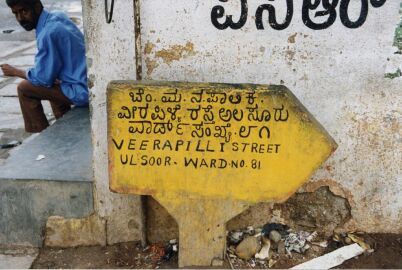 ಬೆಂ. ಮ. ನ. ಪಾಲಿಕೆ
ವೀರಪಿಳ್ಳೆ ರಸ್ತೆ ಅಲಸೂರು
ವಾರ್ಡ್ ಸಂಖ್ಯೆ. ೮೧
VEERAPILLI STREET
ULSOOR - WARD.NO. 81